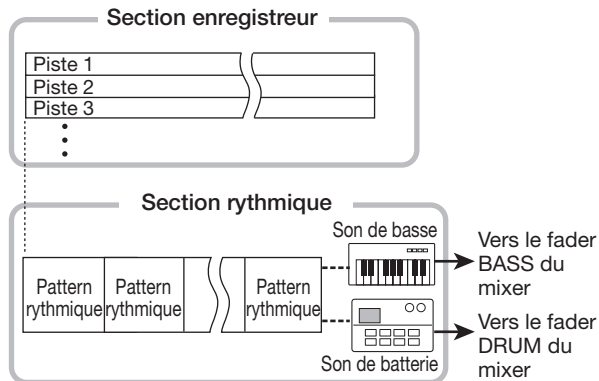 Section enregistreur
Piste 1
Piste 2
Piste 3
Section rythmique
Son de basse
Vers le fader
BASS du
mixer
Pattern
rythmique
Pattern
rythmique
Pattern
rythmique
Vers le fader
DRUM du
mixer
Son de batterie